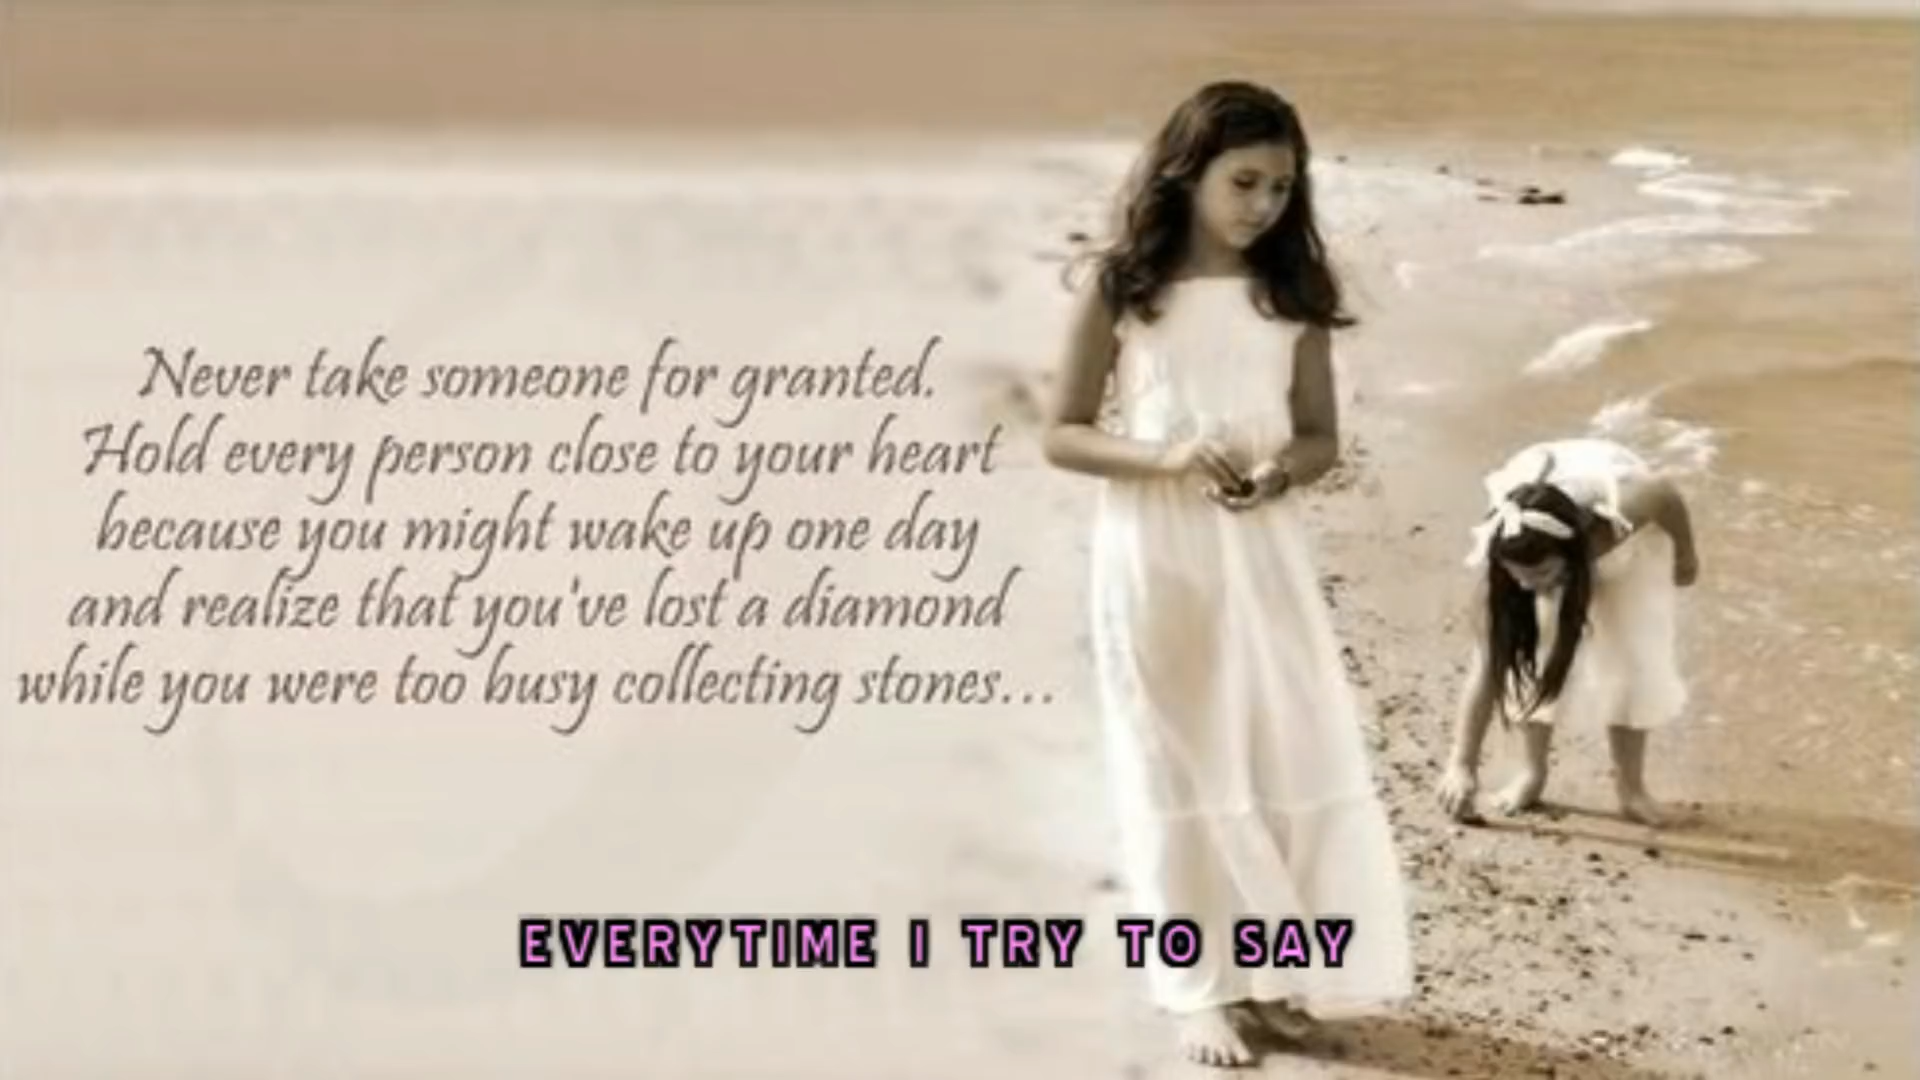 Never take someone for granted.
Hold every person close to your heart
because you might wake up one day
and realize that you've lost a diamond
while you were too busy collecting stones...
EVERYTIME I TRY TO SAY